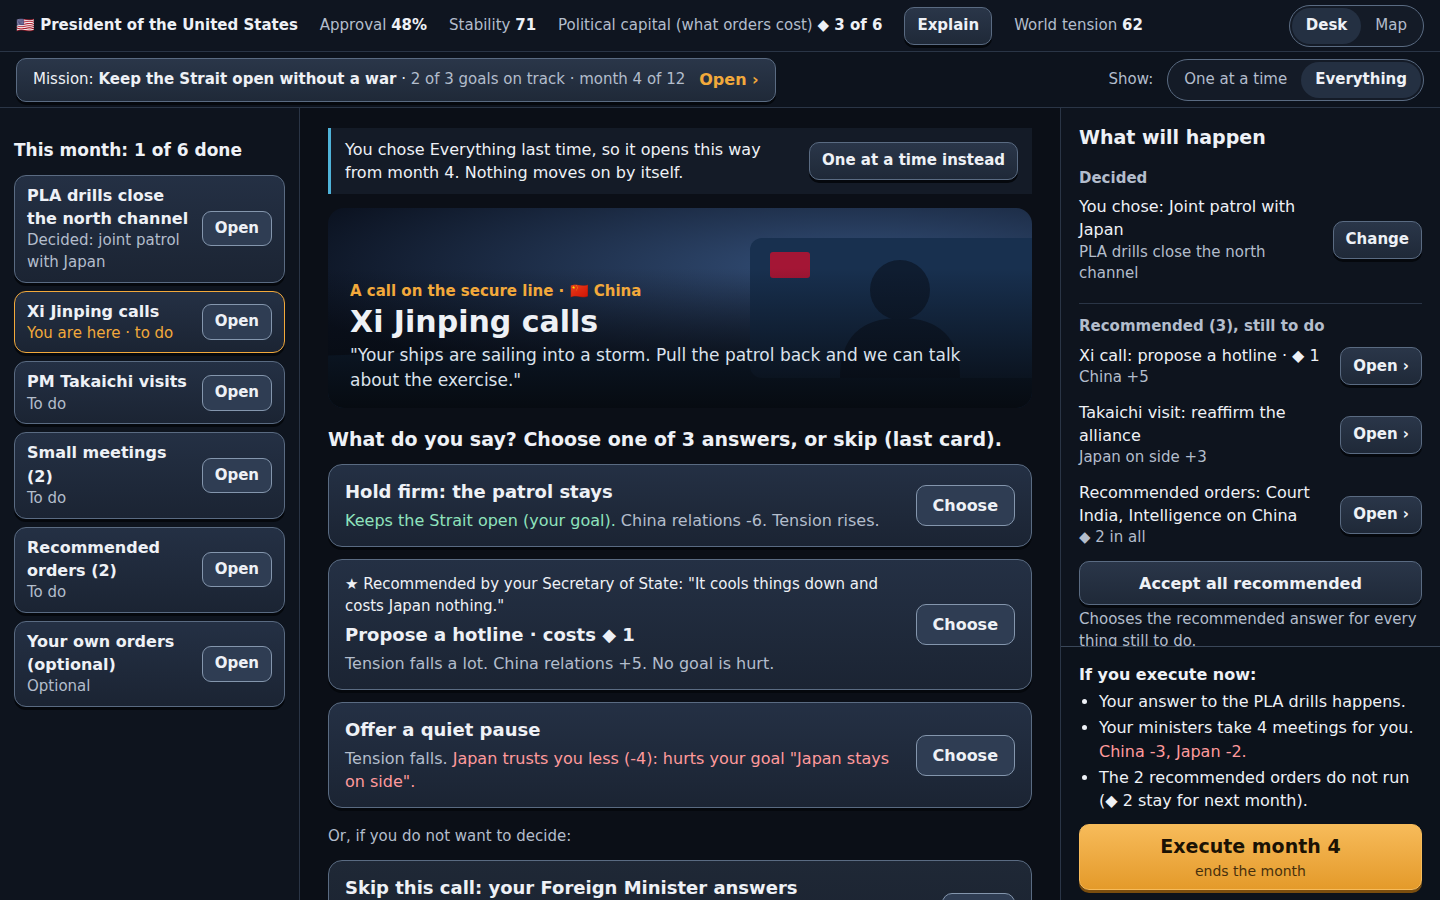 🇺🇸 President of the United States Approval 48% Stability 71 Political capital (what orders cost) ◆ 3 of 6 Explain World tension 62 Desk Map
Mission: Keep the Strait open without a war · 2 of 3 goals on track · month 4 of 12 Open ›
Show: One at a time Everything
This month: 1 of 6 done
PLA drills close
the north channel
Decided: joint patrol
with Japan
Open
Xi Jinping calls
You are here · to do
Open
PM Takaichi visits
To do
Open
Small meetings
(2)
To do
Open
Recommended
orders (2)
To do
Open
Your own orders
(optional)
Optional
Open
You chose Everything last time, so it opens this way
from month 4. Nothing moves on by itself.
One at a time instead
A call on the secure line · 🇨🇳 China
Xi Jinping calls
"Your ships are sailing into a storm. Pull the patrol back and we can talk
about the exercise."
What do you say? Choose one of 3 answers, or skip (last card).
Hold firm: the patrol stays
Keeps the Strait open (your goal). China relations -6. Tension rises.
Choose
★ Recommended by your Secretary of State: "It cools things down and
costs Japan nothing."
Propose a hotline · costs ◆ 1
Tension falls a lot. China relations +5. No goal is hurt.
Choose
Offer a quiet pause
Tension falls. Japan trusts you less (-4): hurts your goal "Japan stays
on side".
Choose
Or, if you do not want to decide:
Skip this call: your Foreign Minister answers
What will happen
Decided
You chose: Joint patrol with
Japan
PLA drills close the north
channel
Change
Recommended (3), still to do
Xi call: propose a hotline · ◆ 1
China +5
Open ›
Takaichi visit: reaffirm the
alliance
Japan on side +3
Open ›
Recommended orders: Court
India, Intelligence on China
◆ 2 in all
Open ›
Accept all recommended
Chooses the recommended answer for every
thing still to do.
If you execute now:
• Your answer to the PLA drills happens.
• Your ministers take 4 meetings for you.
China -3, Japan -2.
• The 2 recommended orders do not run
(◆ 2 stay for next month).
Execute month 4
ends the month